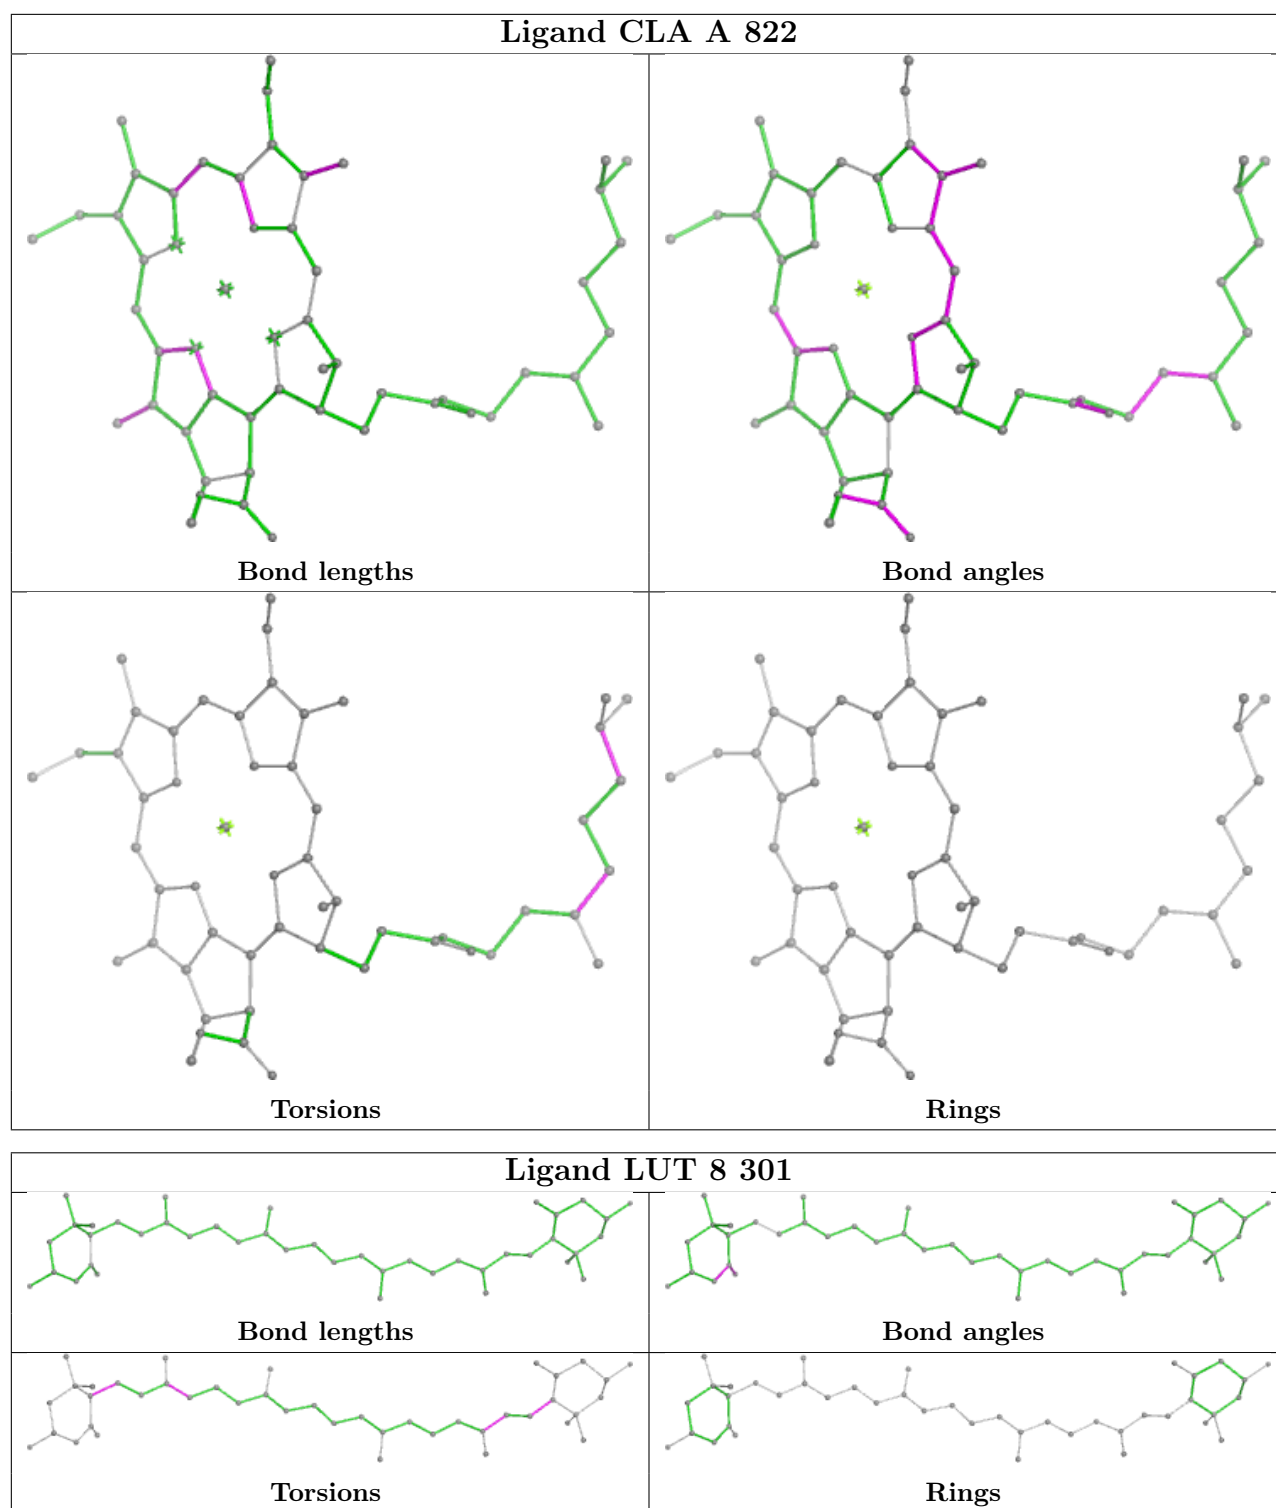 Ligand CLA A 822
Bond lengths
Bond angles
Torsions
Rings
Ligand LUT 8 301
Bond lengths
Bond angles
Torsions
Rings